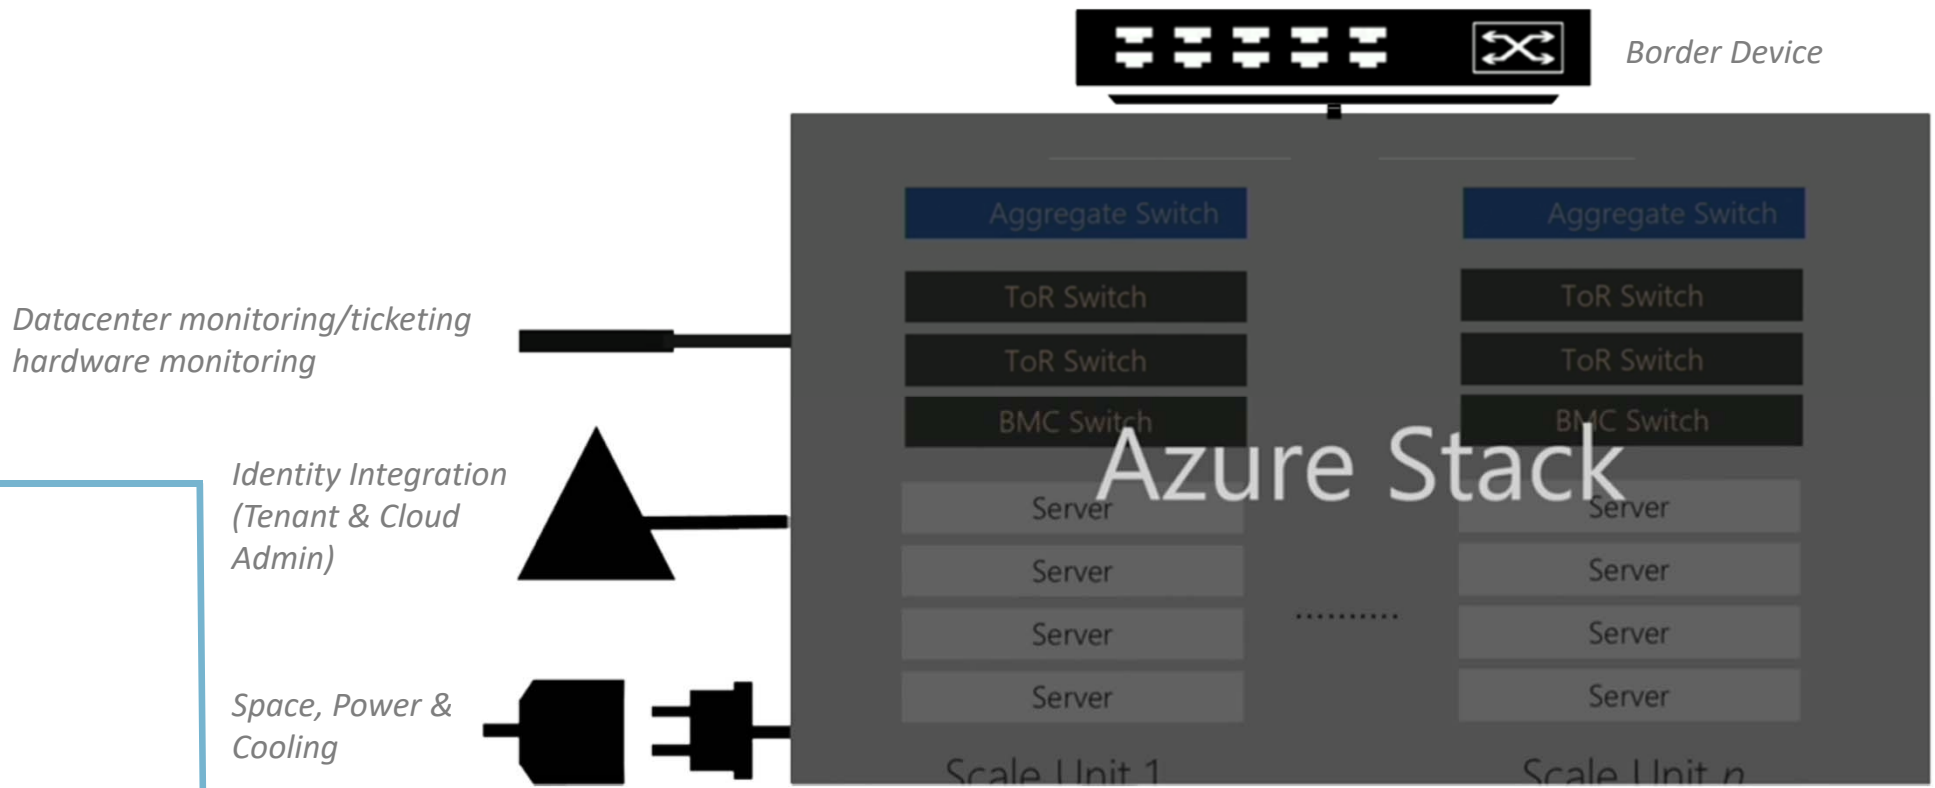 Border Device
Aggregate Switch
Aggregate Switch
ToR Switch
ToR Switch
Datacenter monitoring/ticketing
hardware monitoring
ToR Switch
ToR Switch
BMC Switch
BMC Switch
Azure Stack
Identity Integration
(Tenant & Cloud
Admin)
Server
Server
Server
Server
Server
Server
Server
Server
Space, Power &
Cooling
Scale Unit 1
Scale Unit n